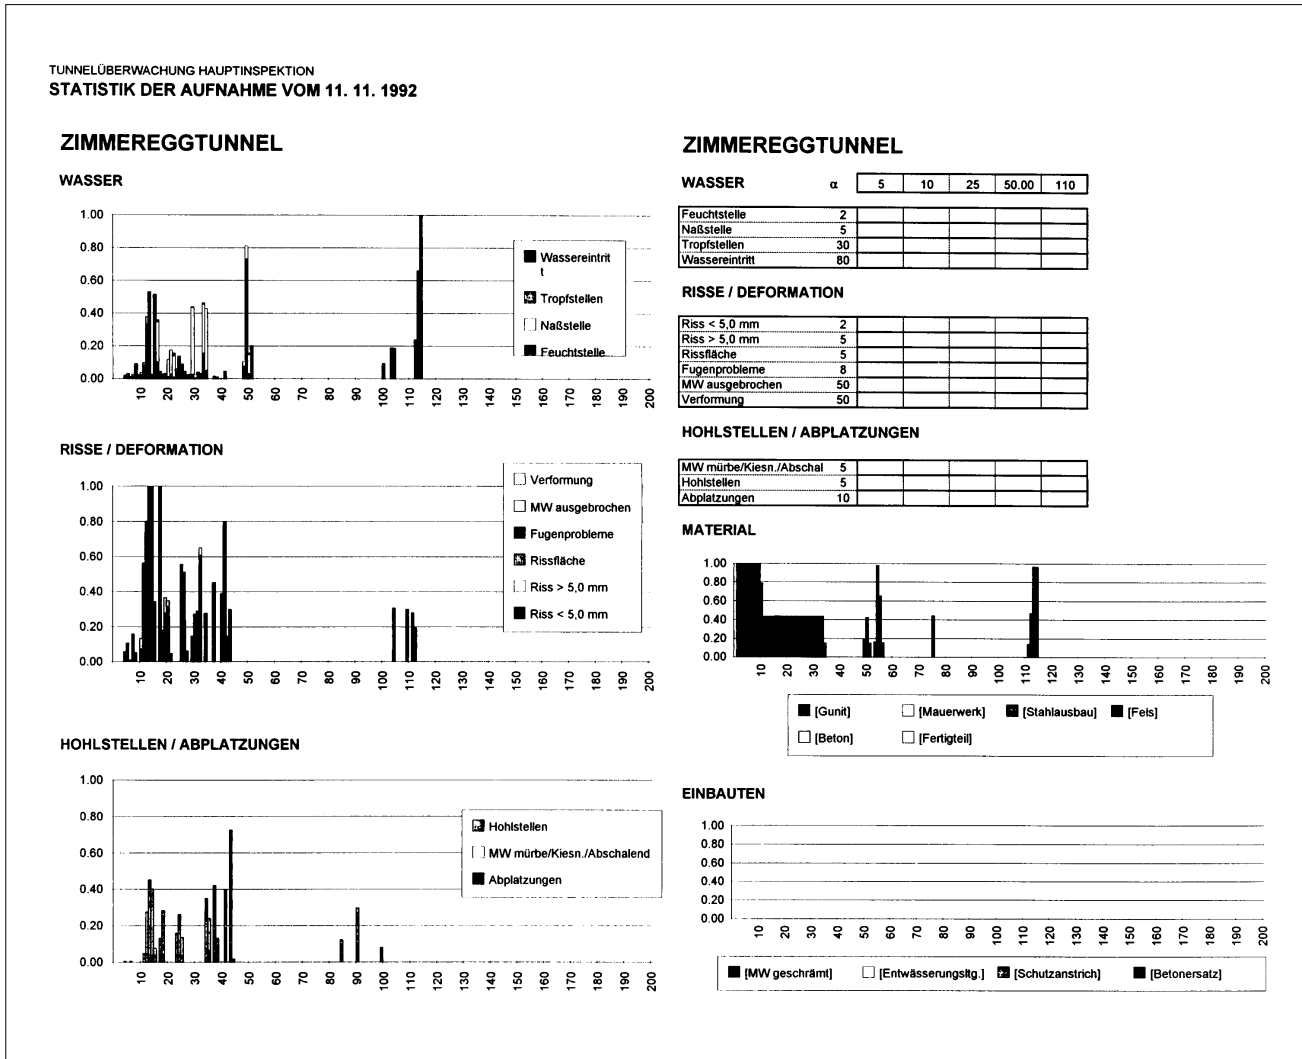 TUNNELÜBERWACHUNG HAUPTINSPEKTION
STATISTIK DER AUFNAHME VOM 11. 11. 1992
ZIMMEREGGTUNNEL
WASSER
1.00
0.80
0.60
0.40
0.20
0.00
10 20 30 40 50 60 70 80 90 100 110 120 130 140 150 160 170 180 190 200
Wassereintrit
t
Tropfstellen
Naßstelle
Feuchtstelle
RISSE / DEFORMATION
1.00
0.80
0.60
0.40
0.20
0.00
10 20 30 40 50 60 70 80 90 100 110 120 130 140 150 160 170 180 190 200
Verformung
MW ausgebrochen
Fugenprobleme
Rissfläche
Riss > 5,0 mm
Riss < 5,0 mm
HOHLSTELLEN / ABPLATZUNGEN
1.00
0.80
0.60
0.40
0.20
0.00
10 20 30 40 50 60 70 80 90 100 110 120 130 140 150 160 170 180 190 200
Hohlstellen
MW mürbe/Kiesn./Abschalend
Abplatzungen
ZIMMEREGGTUNNEL
WASSER α 5 10 25 50.00 110
Feuchtstelle 2
Naßstelle 5
Tropfstellen 30
Wassereintritt 80
RISSE / DEFORMATION
Riss < 5,0 mm 2
Riss > 5,0 mm 5
Rissfläche 5
Fugenprobleme 8
MW ausgebrochen 50
Verformung 50
HOHLSTELLEN / ABPLATZUNGEN
MW mürbe/Kiesn./Abschal 5
Hohlstellen 5
Abplatzungen 10
MATERIAL
1.00
0.80
0.60
0.40
0.20
0.00
10 20 30 40 50 60 70 80 90 100 110 120 130 140 150 160 170 180 190 200
[Gunit] [Mauerwerk] [Stahlausbau] [Fels]
[Beton] [Fertigteil]
EINBAUTEN
1.00
0.80
0.60
0.40
0.20
0.00
10 20 30 40 50 60 70 80 90 100 110 120 130 140 150 160 170 180 190 200
[MW geschrämt] [Entwässerungsltg.] [Schutzanstrich] [Betonersatz]